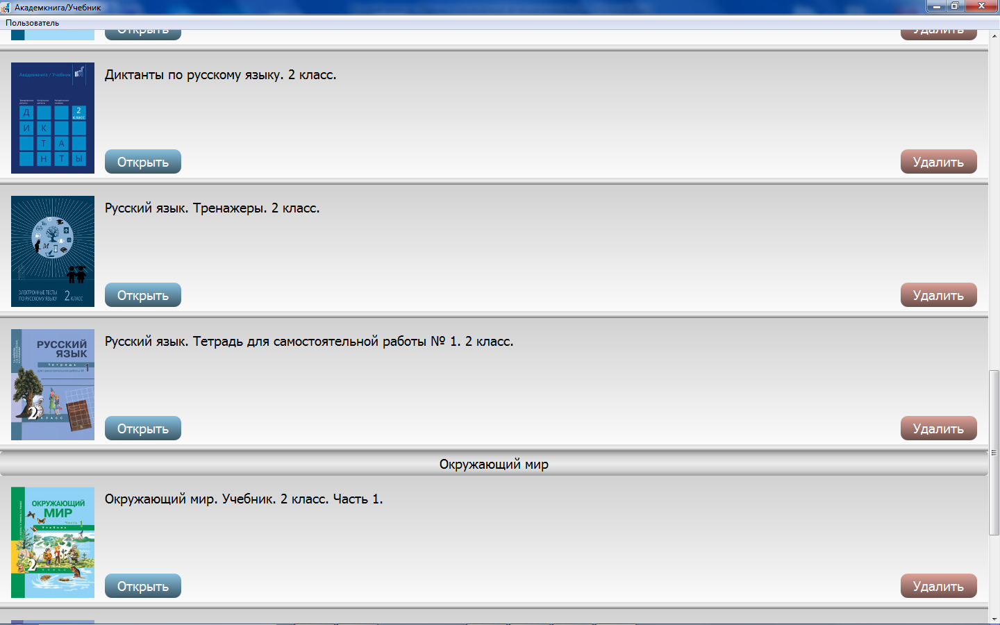 Академкнига/Учебник
Пользователь
Открыть
Удалить
Академкнига / Учебник
Д 2
класс
И К
Т А
Н Т Ы
Диктанты по русскому языку. 2 класс.
Открыть
Удалить
ЭЛЕКТРОННЫЕ ТЕСТЫ
ПО РУССКОМУ ЯЗЫКУ 2 КЛАСС
Русский язык. Тренажеры. 2 класс.
Открыть
Удалить
РУССКИЙ
ЯЗЫК
Тетрадь
для самостоятельной работы № 1
2 КЛАСС
Русский язык. Тетрадь для самостоятельной работы № 1. 2 класс.
Открыть
Удалить
Окружающий мир
ОКРУЖАЮЩИЙ
МИР
Часть 1
Учебник
2 КЛАСС
Окружающий мир. Учебник. 2 класс. Часть 1.
Открыть
Удалить